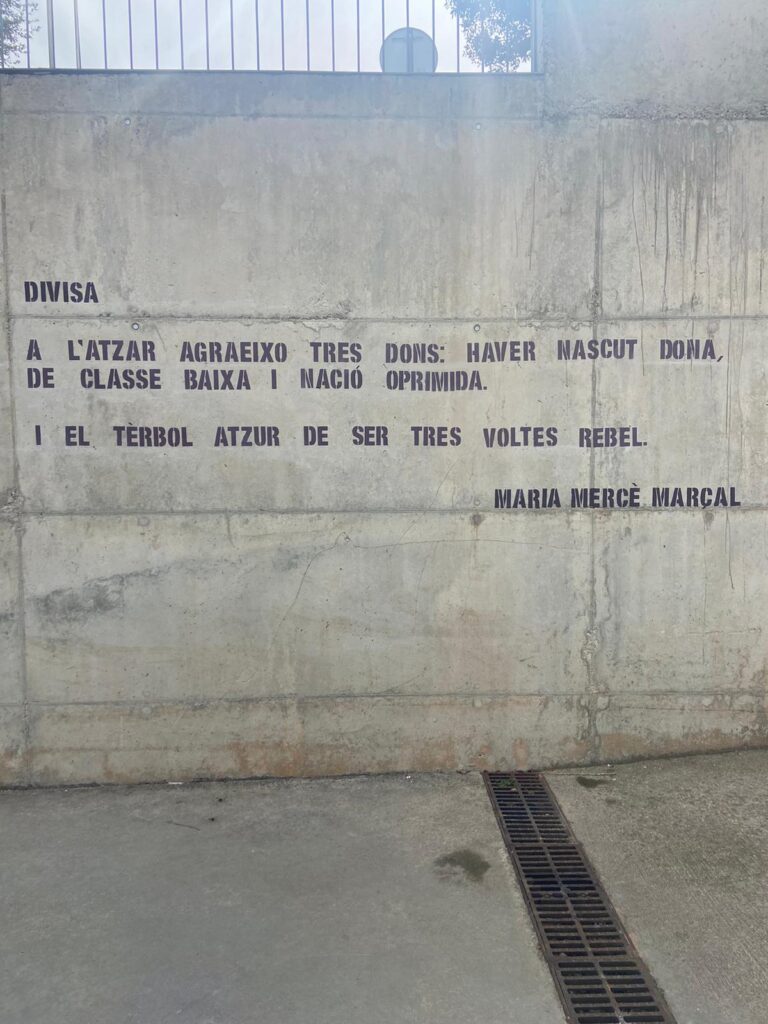 DIVISA
A L'ATZAR AGRAEIXO TRES DONS: HAVER NASCUT DONA,
DE CLASSE BAIXA I NACIÓ OPRIMIDA.
I EL TÈRBOL ATZUR DE SER TRES VOLTES REBEL.
MARIA MERCÈ MARÇAL